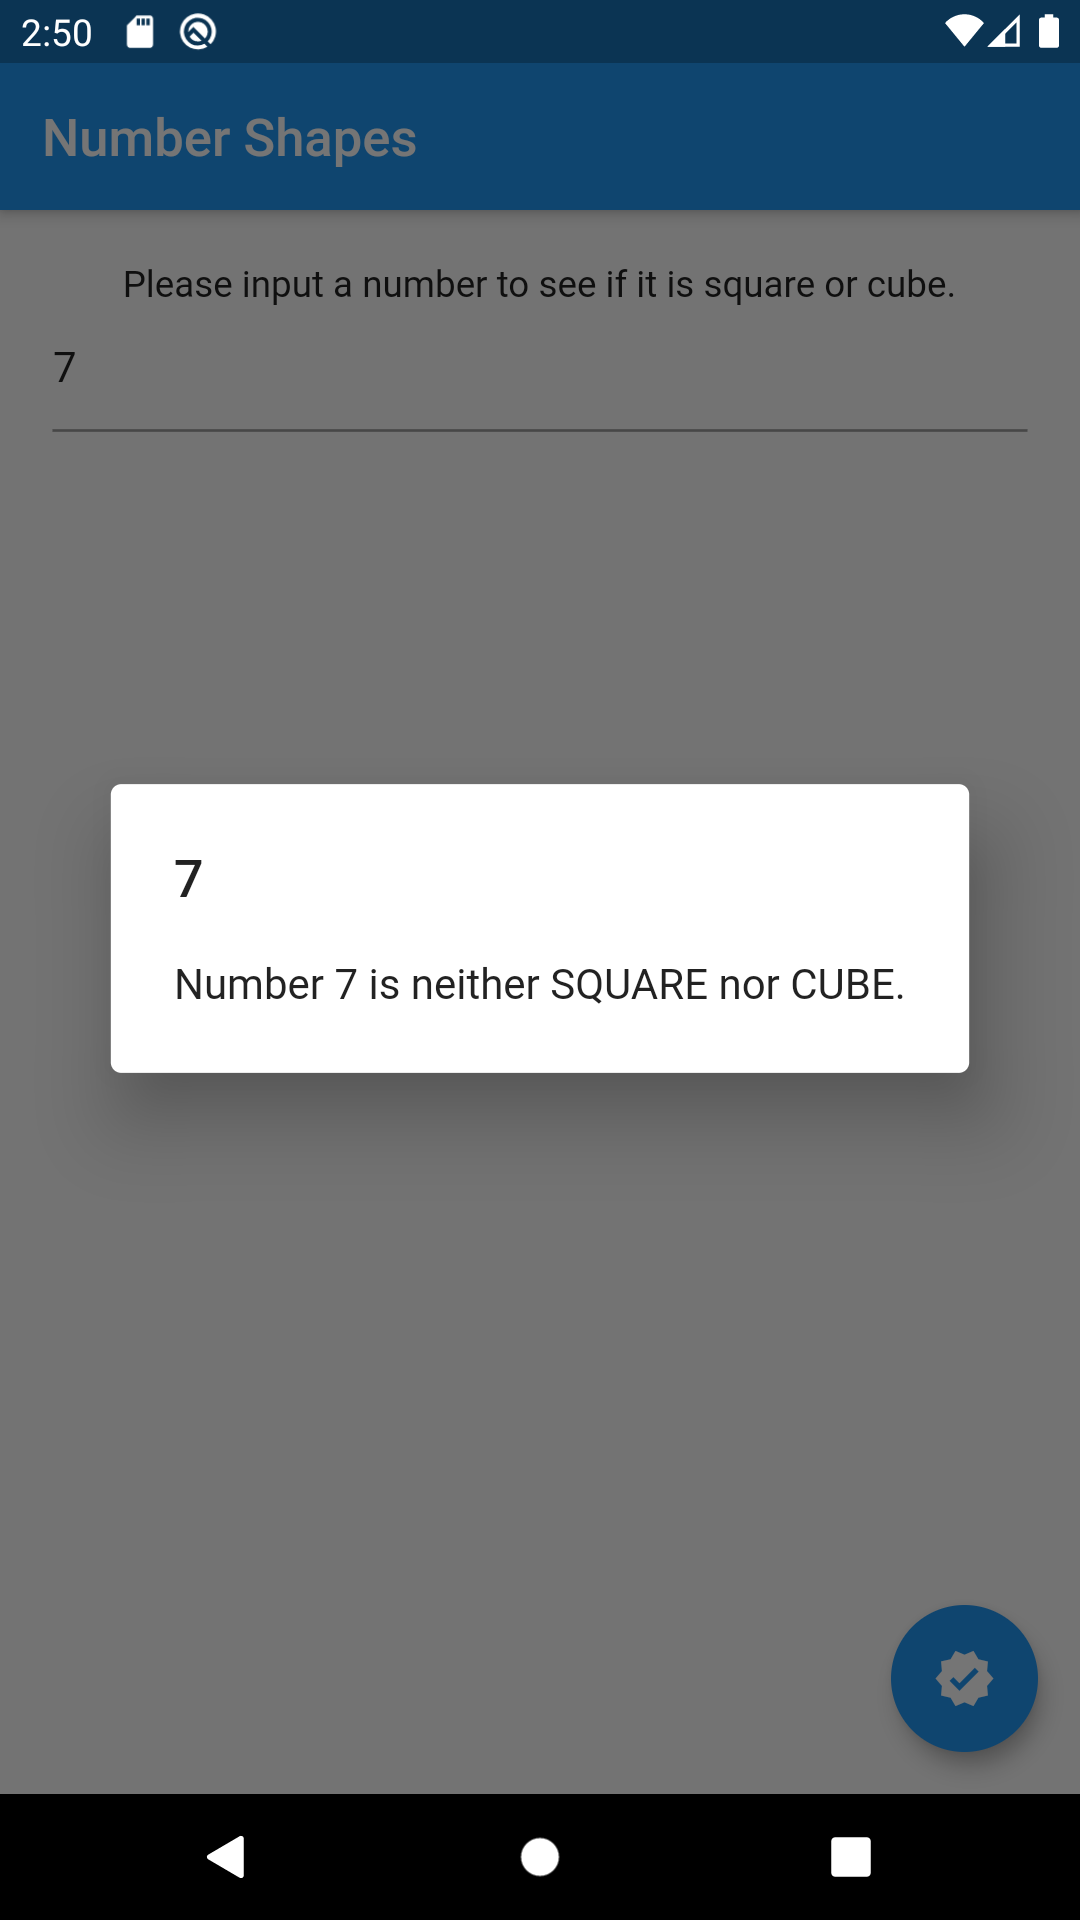 2:50
Number Shapes
Please input a number to see if it is square or cube.
7
7
Number 7 is neither SQUARE nor CUBE.